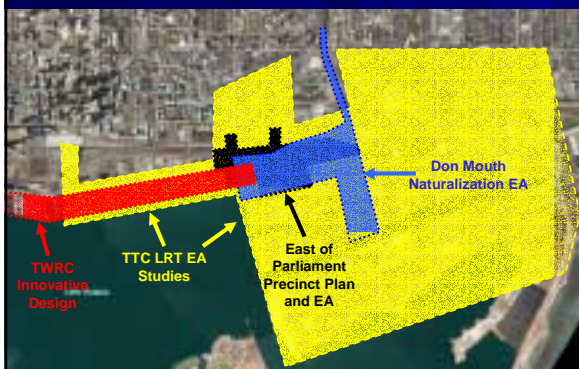 Don Mouth
Naturalization EA
TTC LRT EA
Studies
East of
Parliament
Precinct Plan
and EA
TWRC
Innovative
Design